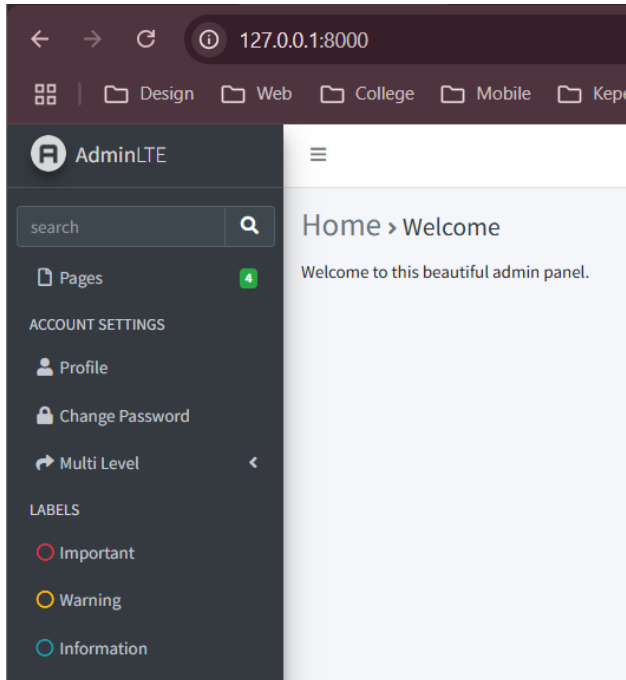 127.0.0.1:8000
Design Web College Mobile Kepe
AdminLTE
search
Home › Welcome
Pages 4
Welcome to this beautiful admin panel.
ACCOUNT SETTINGS
Profile
Change Password
Multi Level
LABELS
Important
Warning
Information